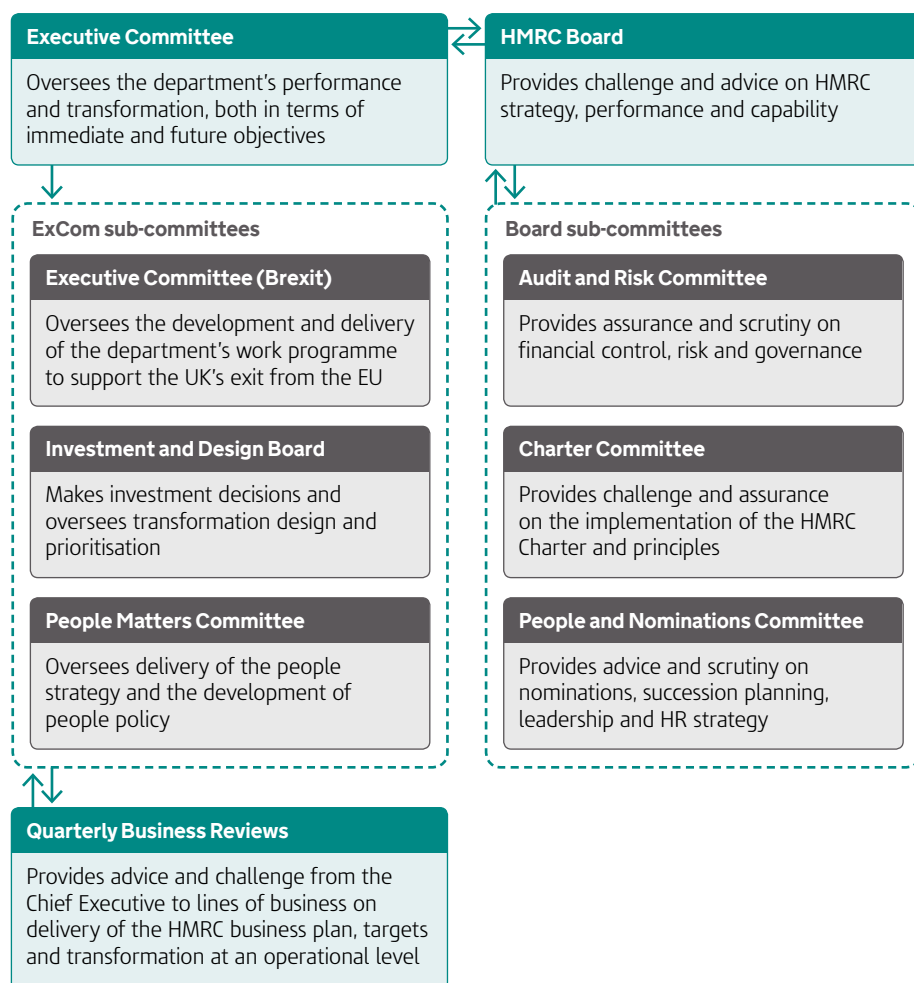 Executive Committee
Oversees the department’s performance
and transformation, both in terms of
immediate and future objectives
HMRC Board
Provides challenge and advice on HMRC
strategy, performance and capability
ExCom sub-committees
Executive Committee (Brexit)
Oversees the development and delivery
of the department’s work programme
to support the UK’s exit from the EU
Investment and Design Board
Makes investment decisions and
oversees transformation design and
prioritisation
People Matters Committee
Oversees delivery of the people
strategy and the development of
people policy
Board sub-committees
Audit and Risk Committee
Provides assurance and scrutiny on
financial control, risk and governance
Charter Committee
Provides challenge and assurance
on the implementation of the HMRC
Charter and principles
People and Nominations Committee
Provides advice and scrutiny on
nominations, succession planning,
leadership and HR strategy
Quarterly Business Reviews
Provides advice and challenge from the
Chief Executive to lines of business on
delivery of the HMRC business plan, targets
and transformation at an operational level